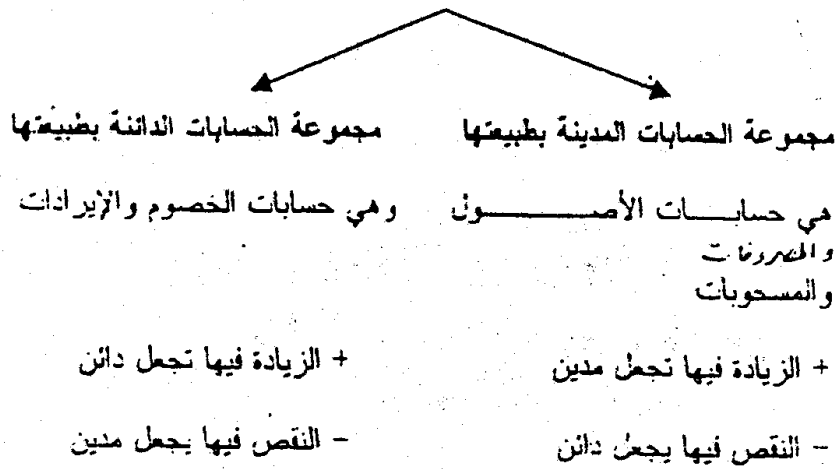 مجموعة الحسابات المدينة بطبيعتها
مجموعة الحسابات الدائنة بطبيعتها
هي حسابات الأصول
والمصروفات
والمسحوبات
وهي حسابات الخصوم والإيرادات
+ الزيادة فيها تجعل مدين
+ الزيادة فيها تجعل دائن
- النقص فيها يجعل دائن
- النقص فيها يجعل مدين